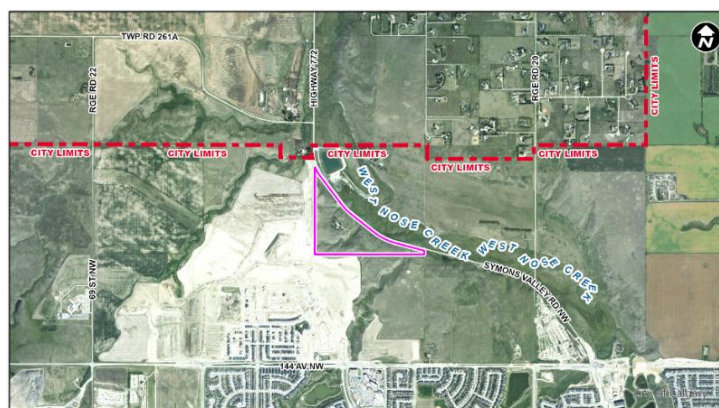 N
TWP RD 261A
RGE RD 22
HIGHWAY 772
RGE RD 20
CITY LIMITS
CITY LIMITS
CITY LIMITS
CITY LIMITS
CITY LIMITS
CITY LIMITS
WEST NOSE CREEK
WEST NOSE CREEK
SYMONS VALLEY RD NW
69 ST NW
144 AV NW
City of Calgary